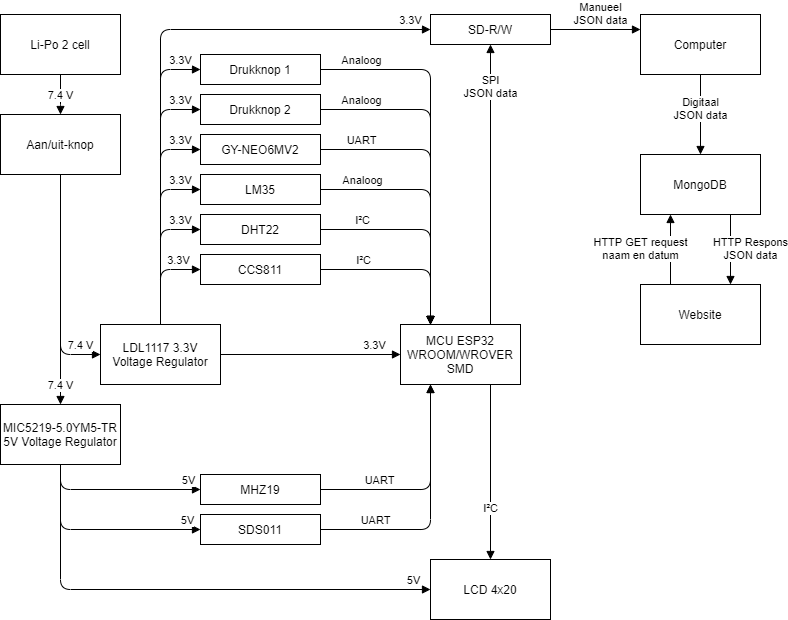 Manueel
JSON data
3.3V
Li-Po 2 cell
SD-R/W
Computer
3.3V
Drukknop 1
Analoog
SPI
JSON data
7.4 V
3.3V
Drukknop 2
Analoog
Digitaal
JSON data
Aan/uit-knop
3.3V
GY-NEO6MV2
UART
3.3V
LM35
Analoog
MongoDB
3.3V
DHT22
I²C
HTTP GET request
naam en datum
HTTP Respons
JSON data
3.3V
CCS811
I²C
Website
7.4 V
LDL1117 3.3V
Voltage Regulator
3.3V
MCU ESP32
WROOM/WROVER
SMD
7.4 V
MIC5219-5.0YM5-TR
5V Voltage Regulator
5V
MHZ19
UART
5V
SDS011
UART
I²C
5V
LCD 4x20